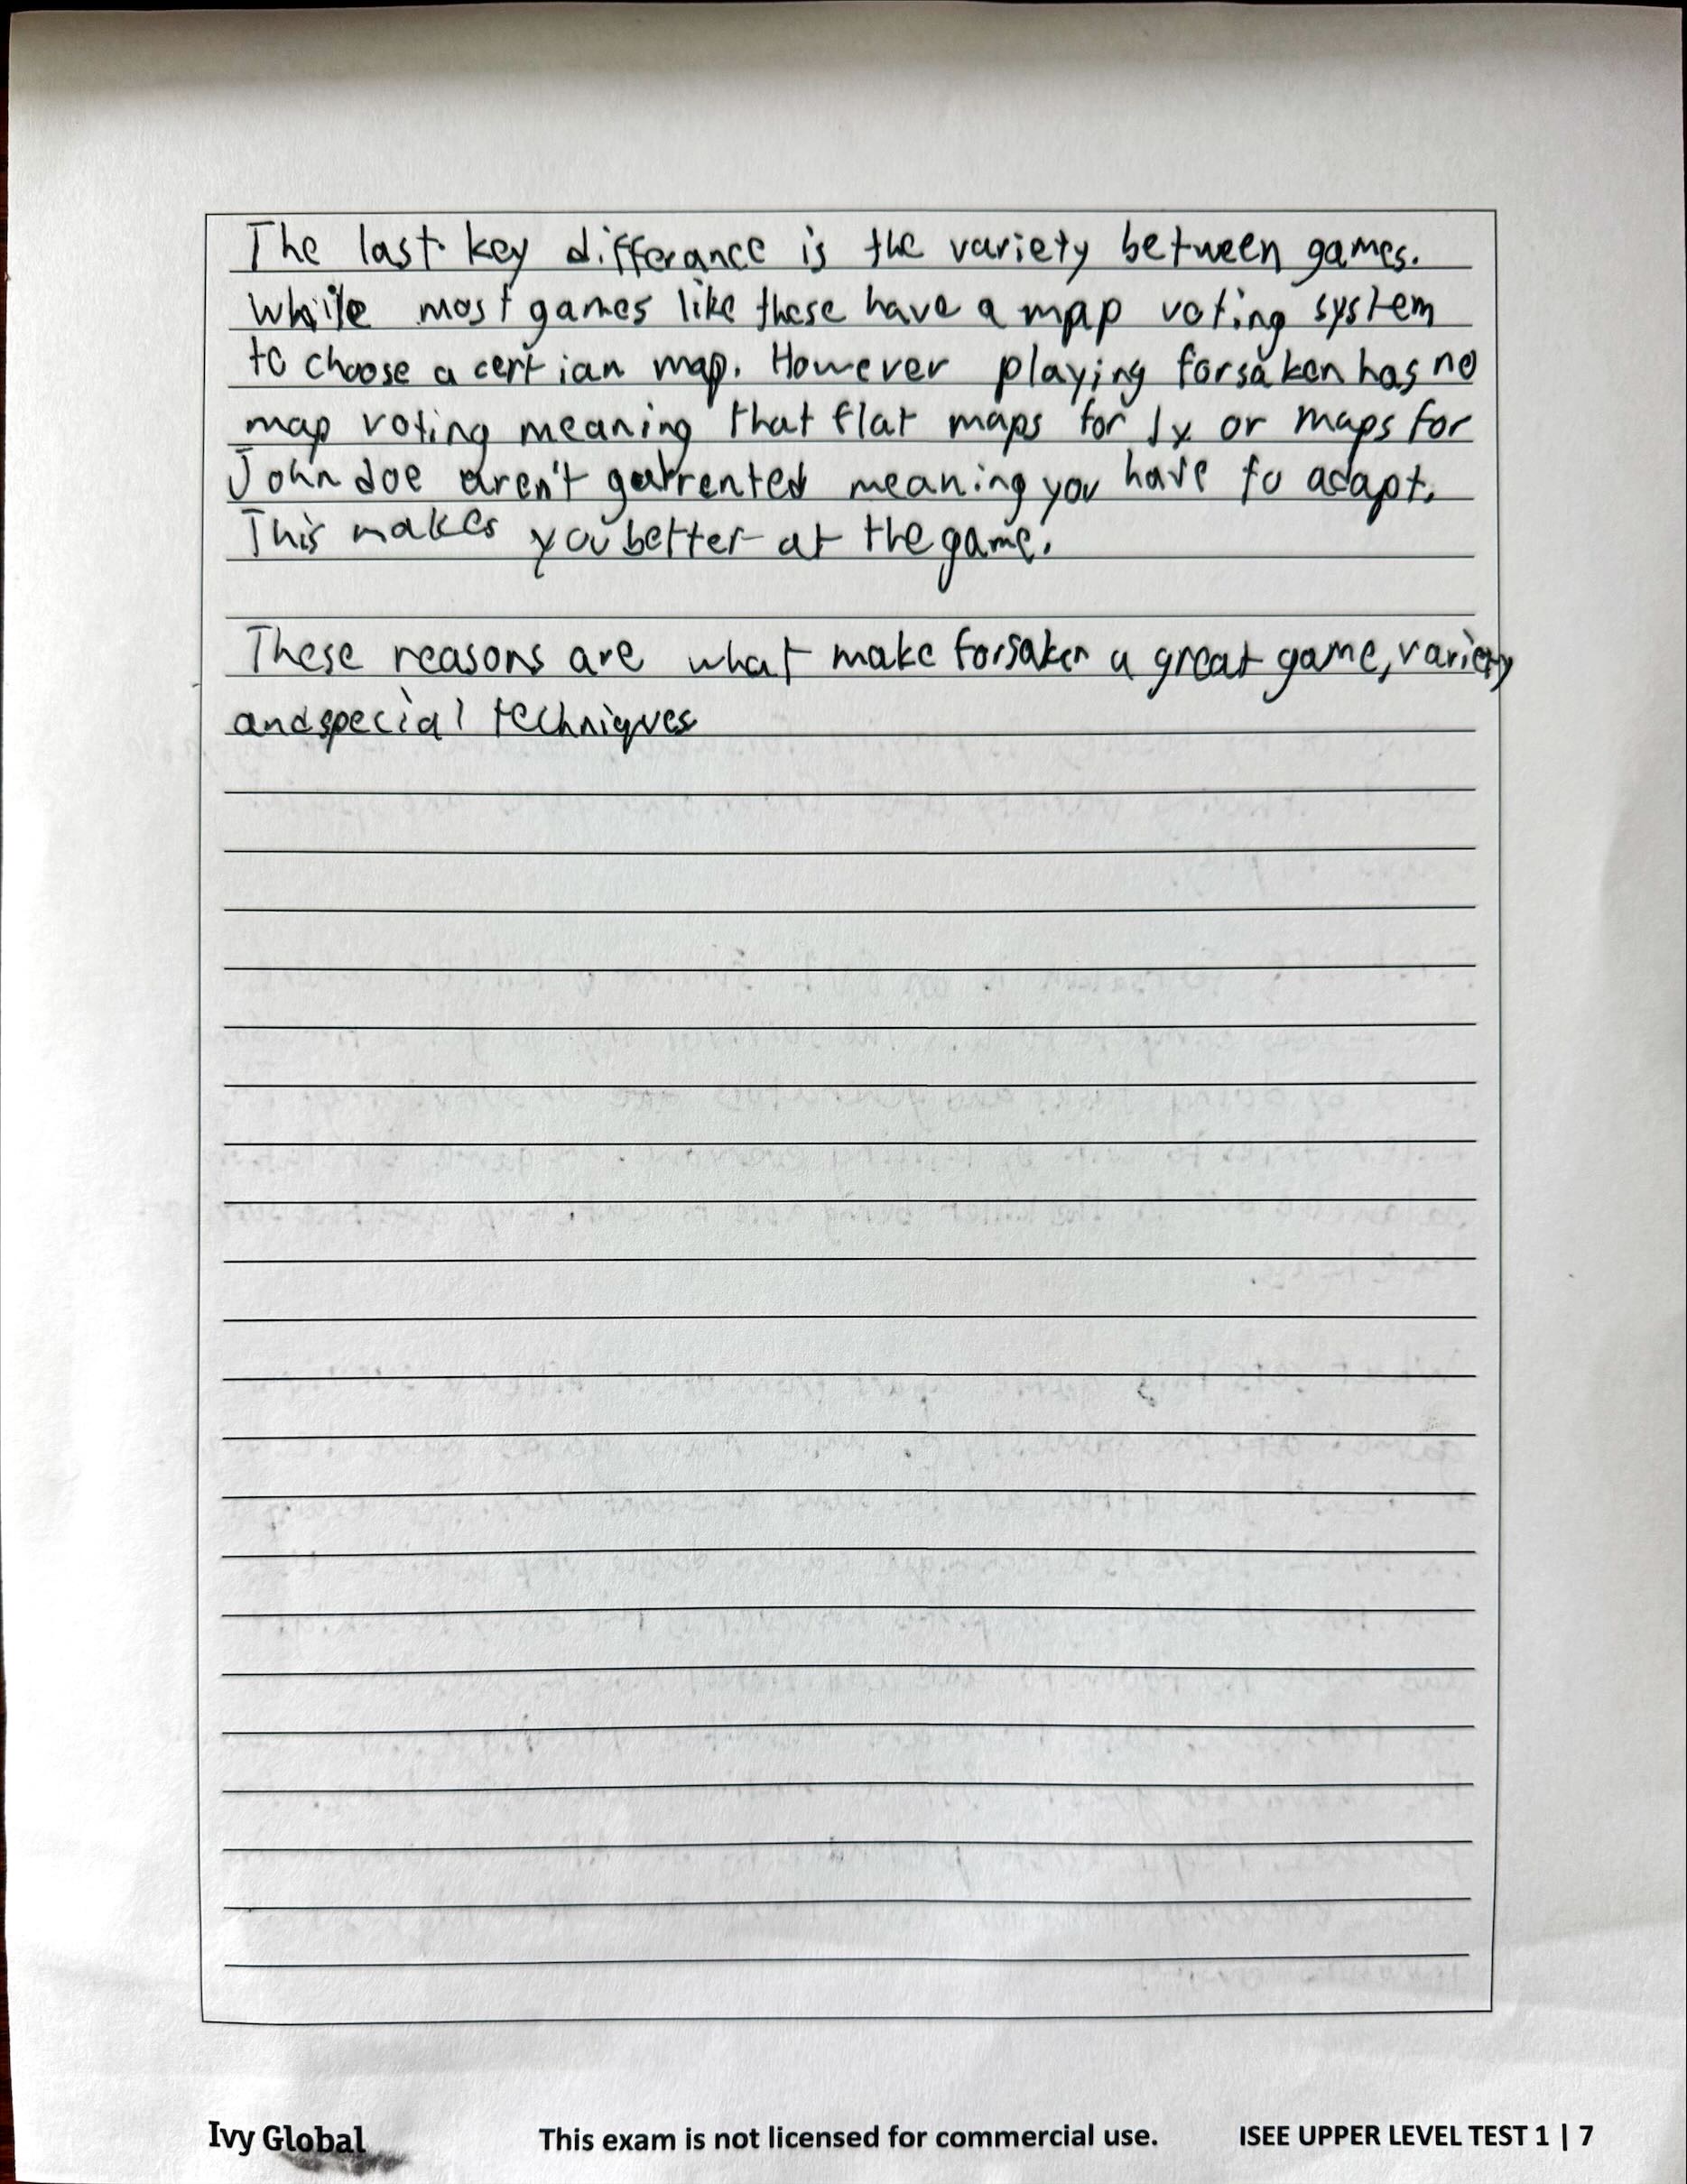 The last key differance is the variety between games.
While most games like these have a map voting system
to choose a certian map. However playing forsaken has no
map voting meaning that flat maps for 1x or maps for
John doe aren't gatrrented meaning you have to adapt.
This makes you better at the game.
These reasons are what make forsaken a great game, variety
and special techniques
Ivy Global This exam is not licensed for commercial use. ISEE UPPER LEVEL TEST 1 | 7